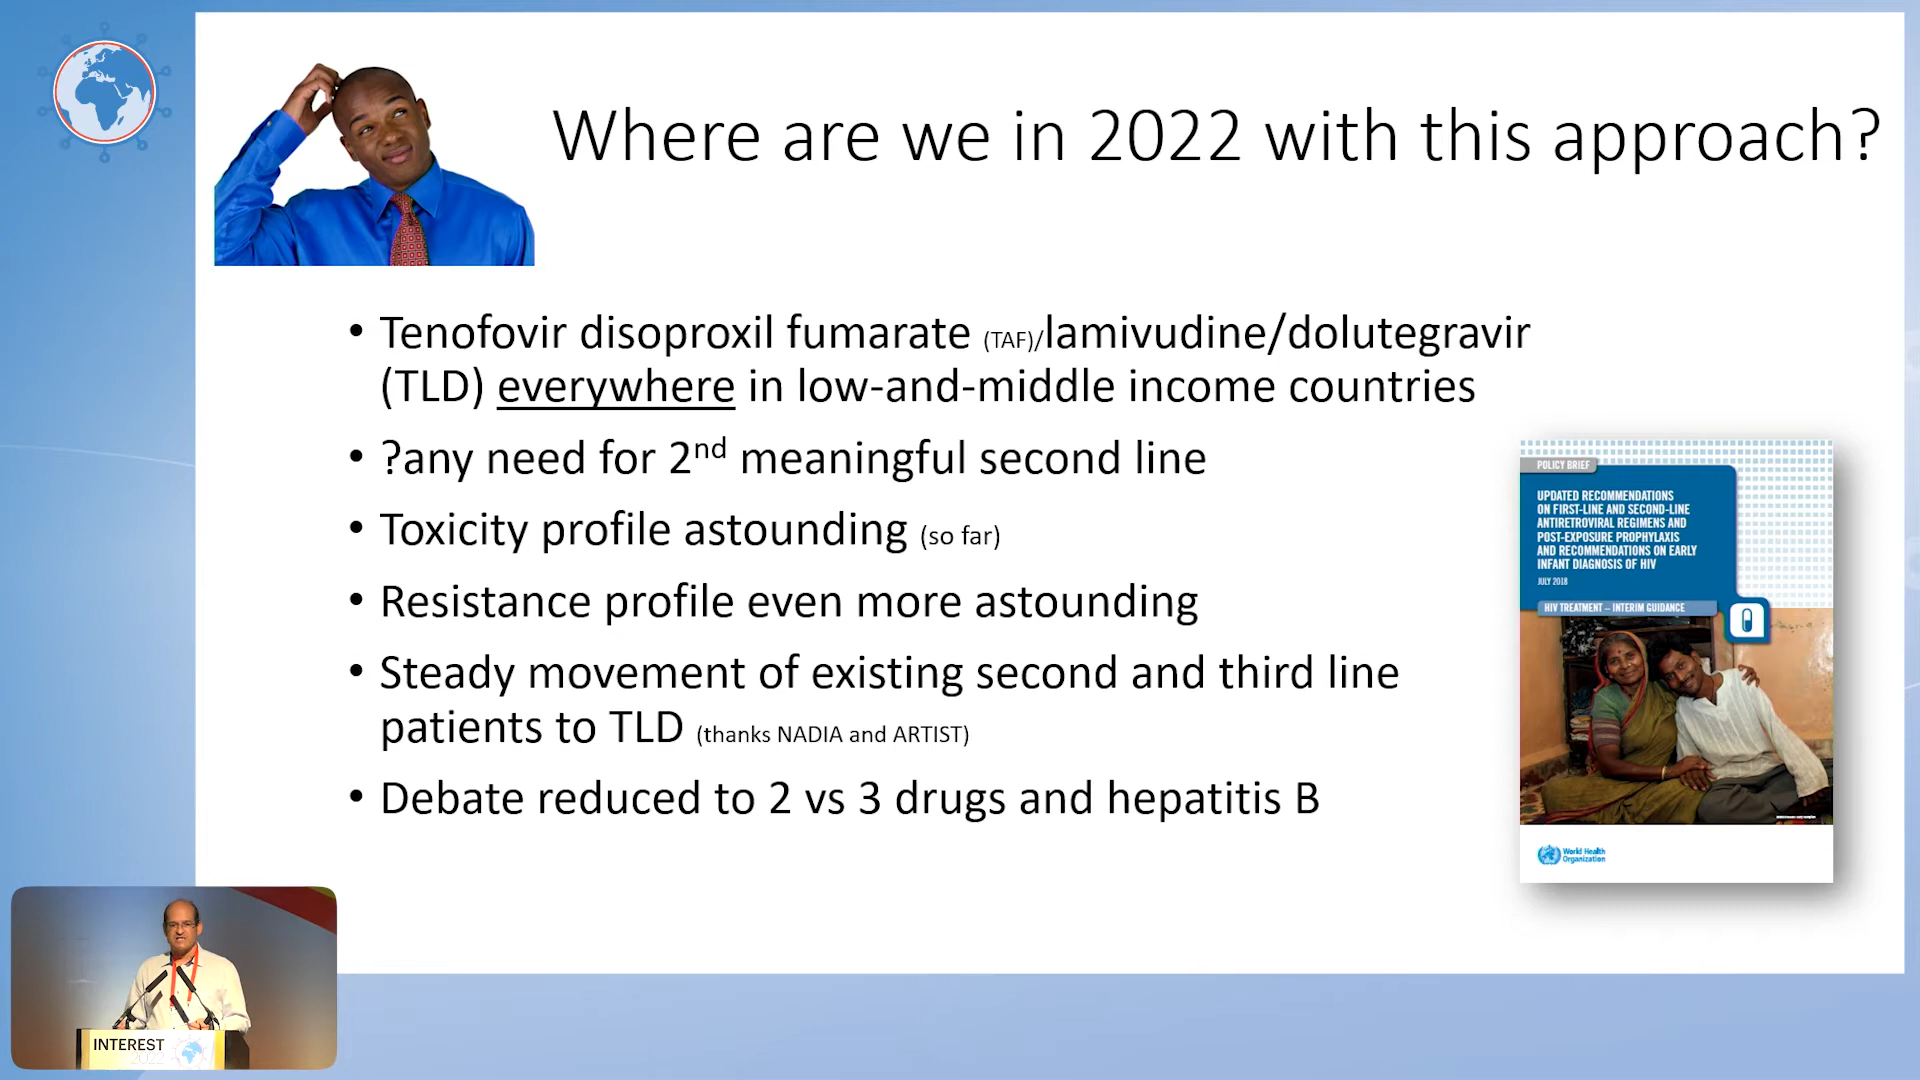 Where are we in 2022 with this approach?
• Tenofovir disoproxil fumarate (TAF)/lamivudine/dolutegravir
(TLD) everywhere in low-and-middle income countries
• ?any need for 2nd meaningful second line
• Toxicity profile astounding (so far)
• Resistance profile even more astounding
• Steady movement of existing second and third line
patients to TLD (thanks NADIA and ARTIST)
• Debate reduced to 2 vs 3 drugs and hepatitis B
POLICY BRIEF
UPDATED RECOMMENDATIONS
ON FIRST-LINE AND SECOND-LINE
ANTIRETROVIRAL REGIMENS AND
POST-EXPOSURE PROPHYLAXIS
AND RECOMMENDATIONS ON EARLY
INFANT DIAGNOSIS OF HIV
JULY 2018
HIV TREATMENT – INTERIM GUIDANCE
World Health
Organization
INTEREST
2022